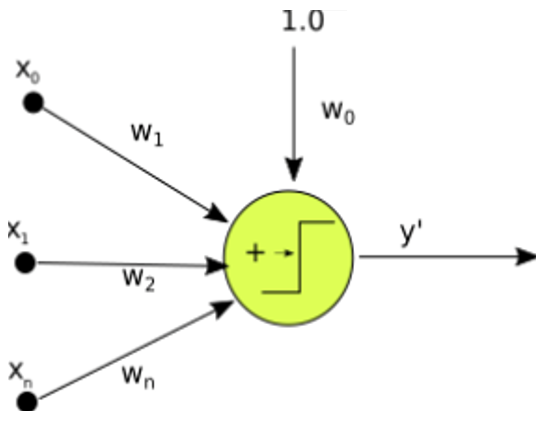 1.0
x₀
w₀
w₁
x₁
w₂
+
y'
xₙ
wₙ